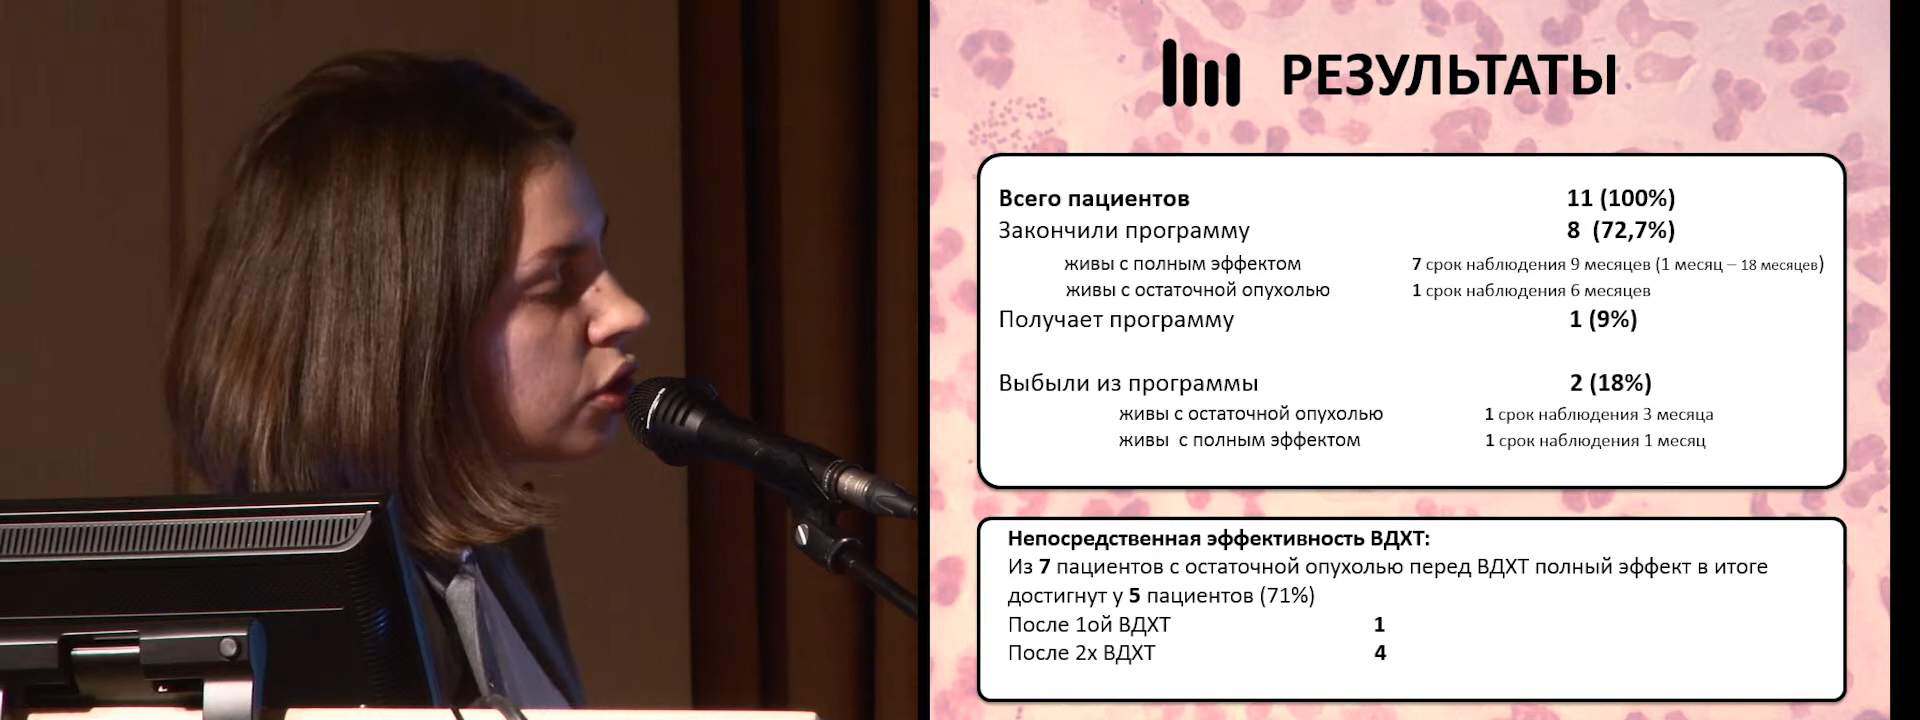 РЕЗУЛЬТАТЫ
Всего пациентов 11 (100%)
Закончили программу 8 (72,7%)
живы с полным эффектом 7 срок наблюдения 9 месяцев (1 месяц – 18 месяцев)
живы с остаточной опухолью 1 срок наблюдения 6 месяцев
Получает программу 1 (9%)
Выбыли из программы 2 (18%)
живы с остаточной опухолью 1 срок наблюдения 3 месяца
живы с полным эффектом 1 срок наблюдения 1 месяц
Непосредственная эффективность ВДХТ:
Из 7 пациентов с остаточной опухолью перед ВДХТ полный эффект в итоге
достигнут у 5 пациентов (71%)
После 1ой ВДХТ 1
После 2х ВДХТ 4